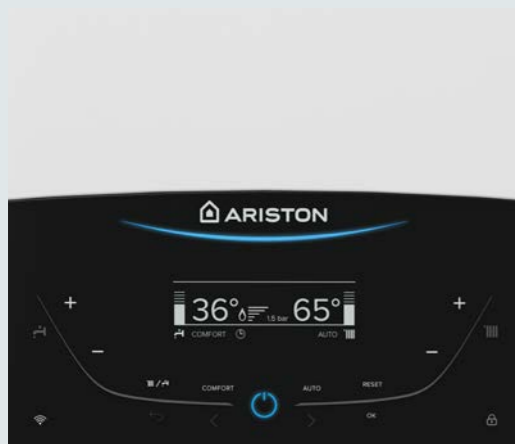 ARISTON
36° 1,5 bar 65°
COMFORT AUTO
+ +
- -
COMFORT AUTO RESET
OK